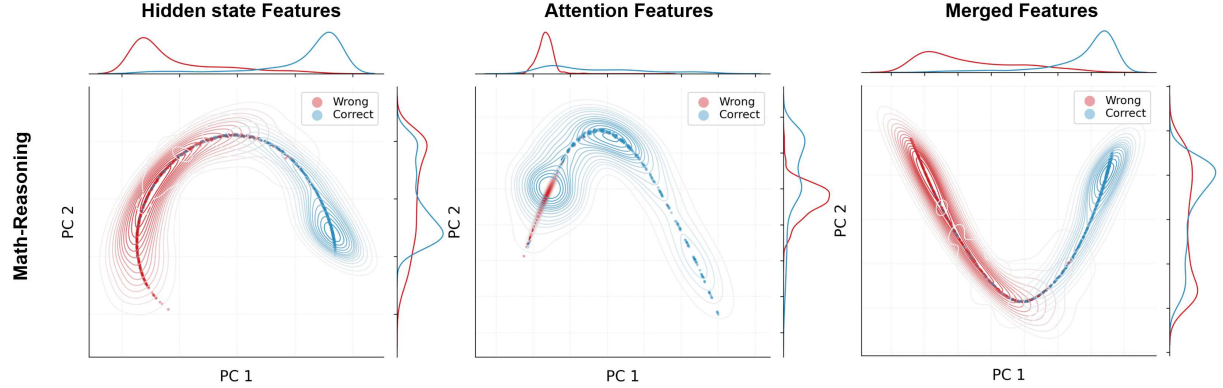 Hidden state Features
Attention Features
Merged Features
Math-Reasoning
PC 2
Wrong
Correct
PC 1
PC 2
Wrong
Correct
PC 1
PC 2
Wrong
Correct
PC 1